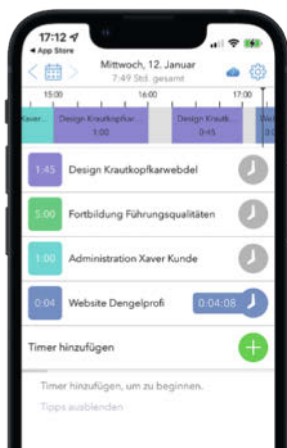 17:12
App Store
Mittwoch, 12. Januar
7:49 Std. gesamt
15:00 16:00 17:00
Xaver... Design Krautkopfkar... Design Krautk...
1:00 0:45
1:45 Design Krautkopfkarwebdel
5:00 Fortbildung Führungsqualitäten
1:00 Administration Xaver Kunde
0:04 Website Dengelprofi 0:04:08
Timer hinzufügen
Timer hinzufügen, um zu beginnen.
Tipps ausblenden